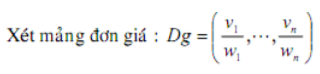 Xét mảng đơn giá : Dg = ( v₁/w₁ ,⋯, vₙ/wₙ )